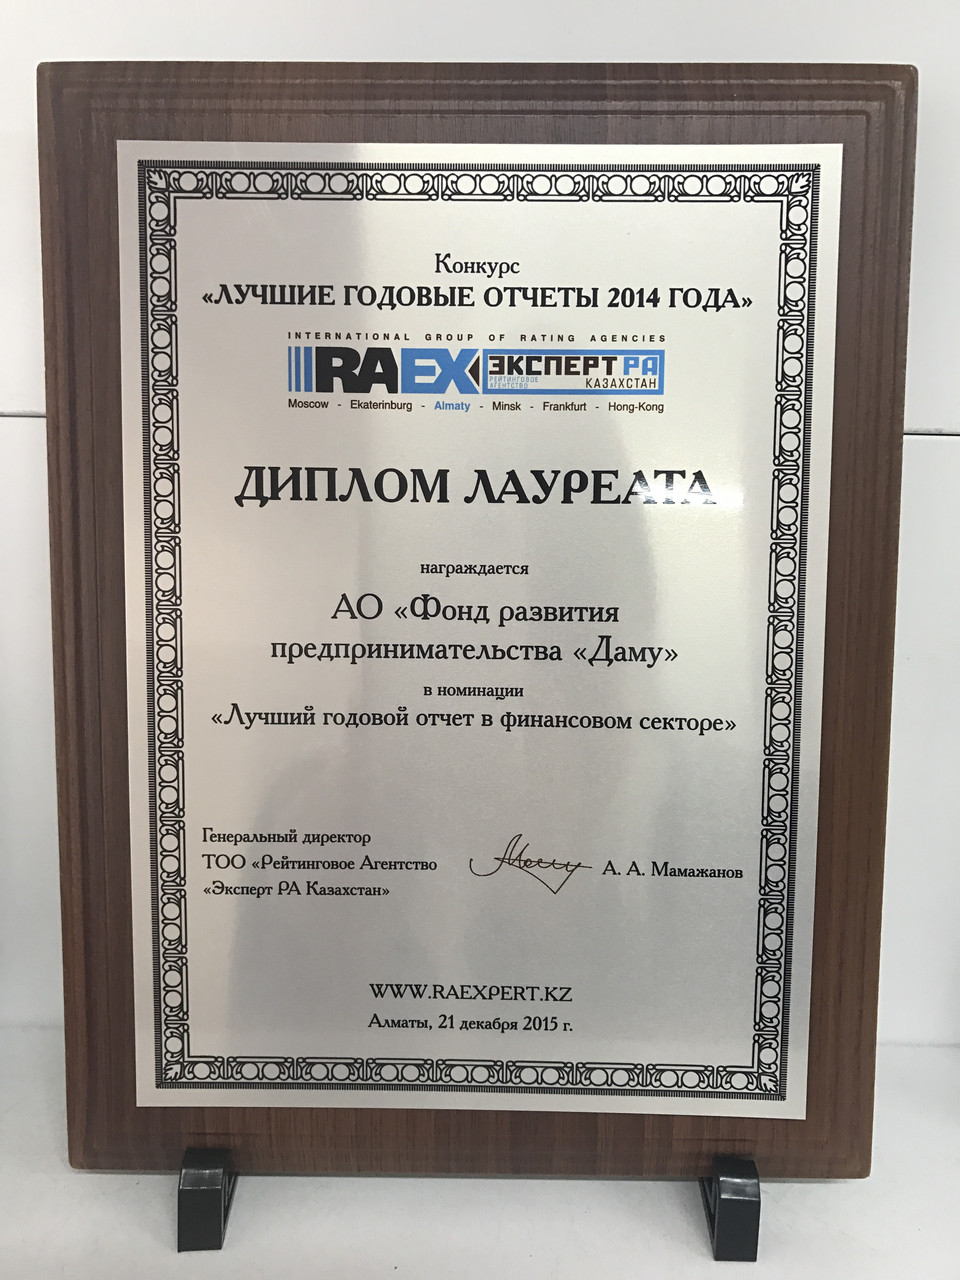 Конкурс
«ЛУЧШИЕ ГОДОВЫЕ ОТЧЕТЫ 2014 ГОДА»
INTERNATIONAL GROUP OF RATING AGENCIES
RAEX ЭКСПЕРТ РА
РЕЙТИНГОВОЕ
АГЕНТСТВО
КАЗАХСТАН
Moscow - Ekaterinburg - Almaty - Minsk - Frankfurt - Hong-Kong
ДИПЛОМ ЛАУРЕАТА
награждается
АО «Фонд развития
предпринимательства «Даму»
в номинации
«Лучший годовой отчет в финансовом секторе»
Генеральный директор
ТОО «Рейтинговое Агентство
«Эксперт РА Казахстан»
А. А. Мамажанов
WWW.RAEXPERT.KZ
Алматы, 21 декабря 2015 г.